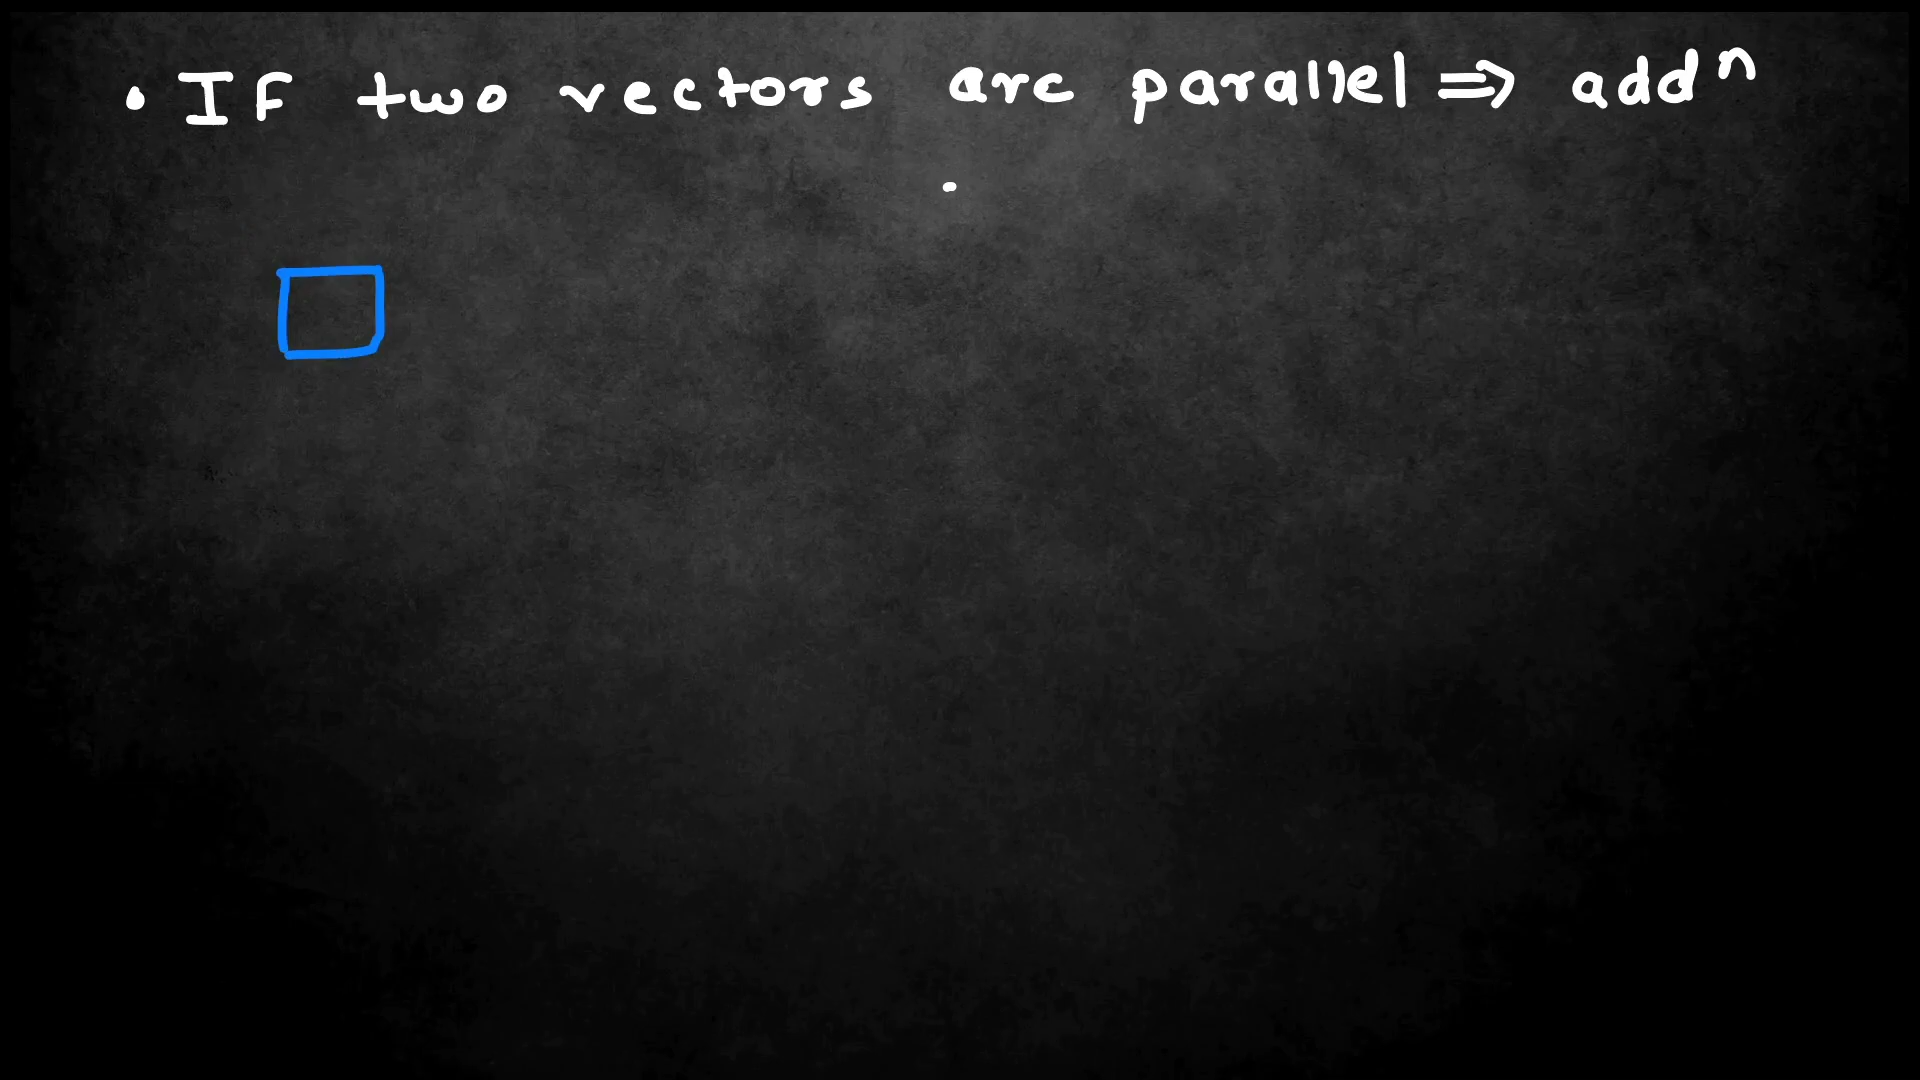 • If two vectors are parallel ⇒ addⁿ